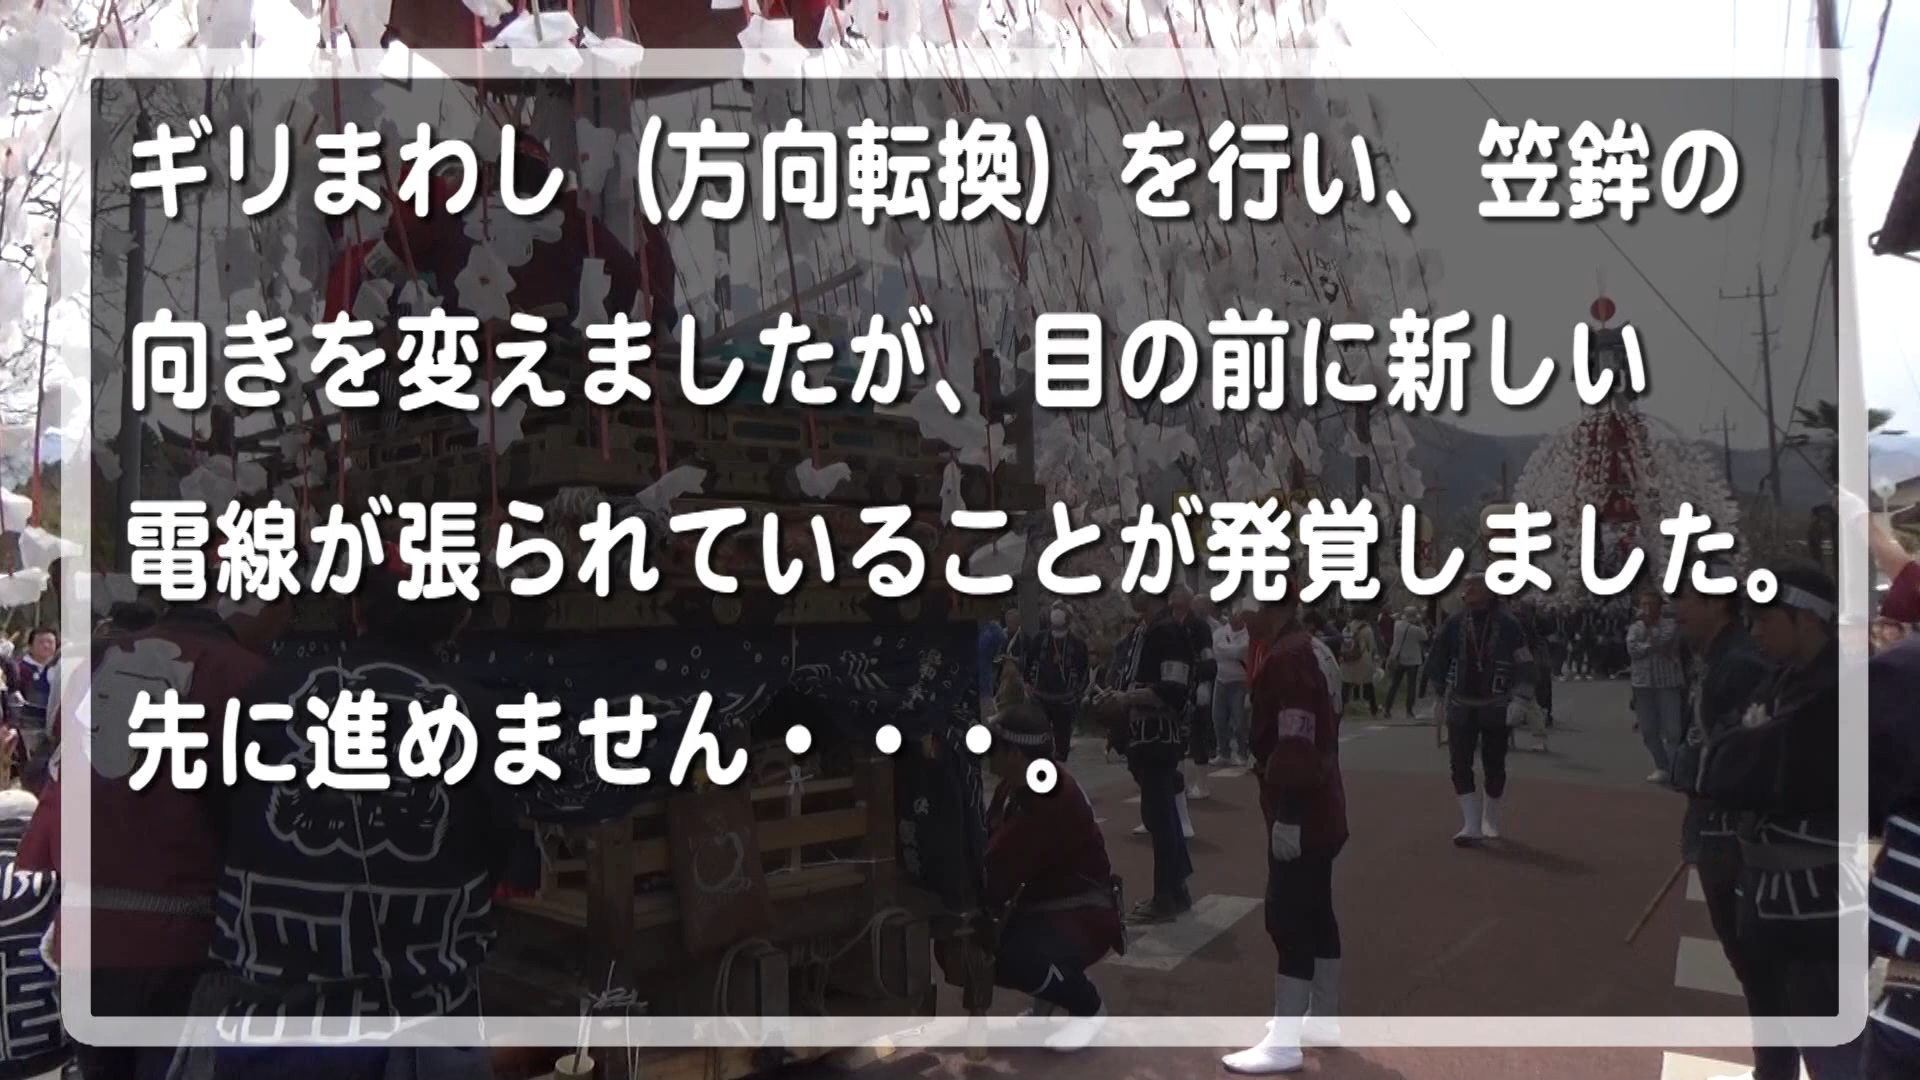 ギリまわし（方向転換）を行い、笠鉾の
向きを変えましたが、目の前に新しい
電線が張られていることが発覚しました。
先に進めません・・・。